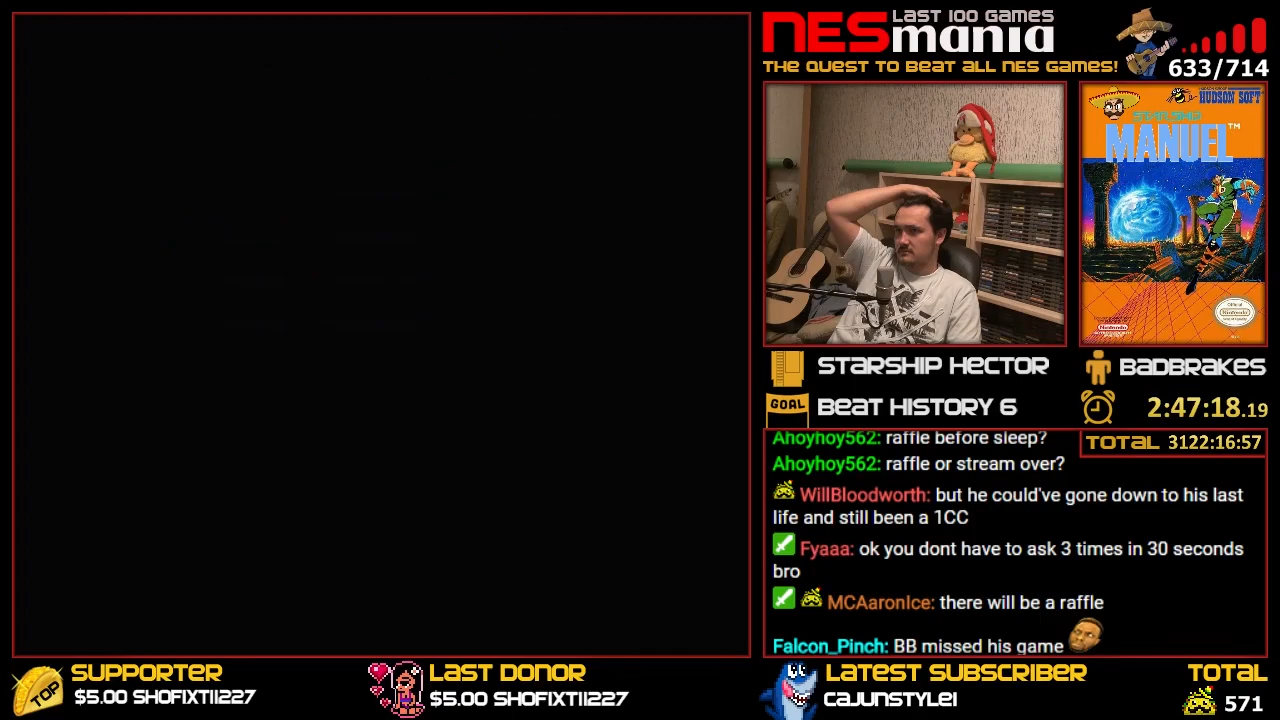 NESmania
LAST 100 GAMES
THE QUEST TO BEAT ALL NES GAMES!
633/714
HUDSON SOFT
STARSHIP
MANUEL™
Nintendo
STARSHIP HECTOR
BADBRAKES
GOAL
BEAT HISTORY 6
2:47:18.19
TOTAL 3122:16:57
Ahoyhoy562: raffle before sleep?
Ahoyhoy562: raffle or stream over?
WillBloodworth: but he could've gone down to his last
life and still been a 1CC
Fyaaa: ok you dont have to ask 3 times in 30 seconds
bro
MCAaronIce: there will be a raffle
Falcon_Pinch: BB missed his game
TOP
SUPPORTER
$5.00 SHOFIXTI1227
LAST DONOR
$5.00 SHOFIXTI1227
LATEST SUBSCRIBER
CAJUNSTYLE1
TOTAL
571